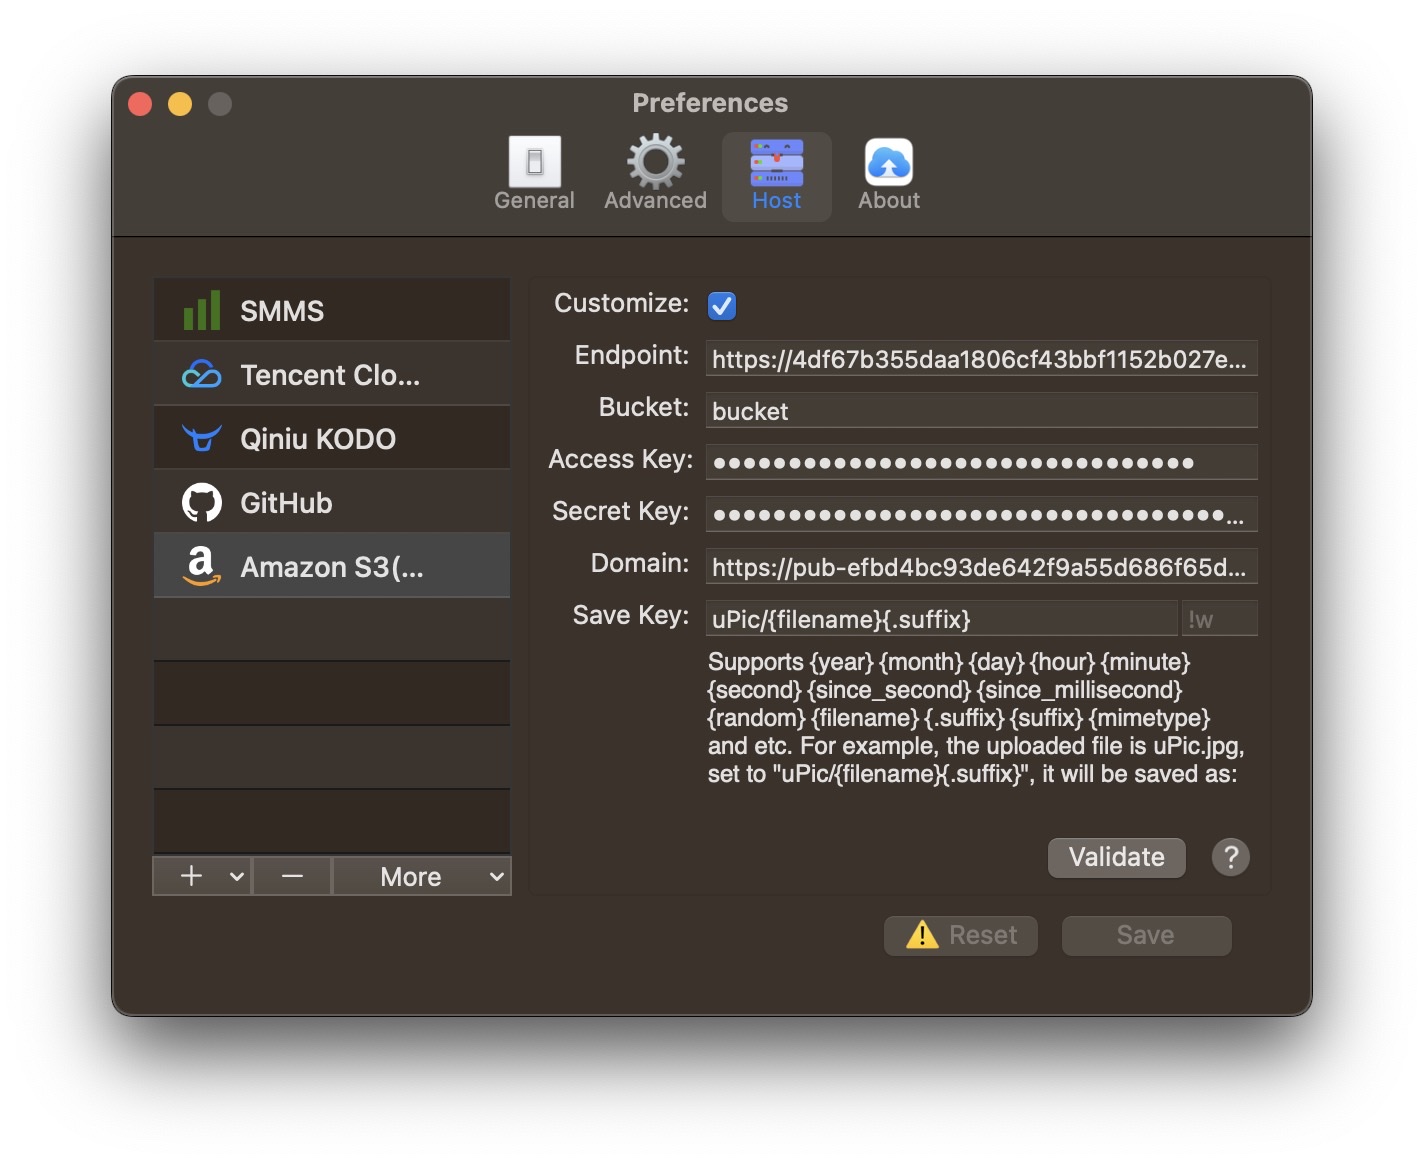 Preferences
General Advanced Host About
SMMS
Tencent Clo...
Qiniu KODO
GitHub
Amazon S3(...
+ − More
Customize:
Endpoint: https://4df67b355daa1806cf43bbf1152b027e...
Bucket: bucket
Access Key: ●●●●●●●●●●●●●●●●●●●●●●●●●●●●●●●●
Secret Key: ●●●●●●●●●●●●●●●●●●●●●●●●●●●●●●●●●●...
Domain: https://pub-efbd4bc93de642f9a55d686f65d...
Save Key: uPic/{filename}{.suffix} !w
Supports {year} {month} {day} {hour} {minute}
{second} {since_second} {since_millisecond}
{random} {filename} {.suffix} {suffix} {mimetype}
and etc. For example, the uploaded file is uPic.jpg,
set to "uPic/{filename}{.suffix}", it will be saved as:
Validate ?
Reset Save